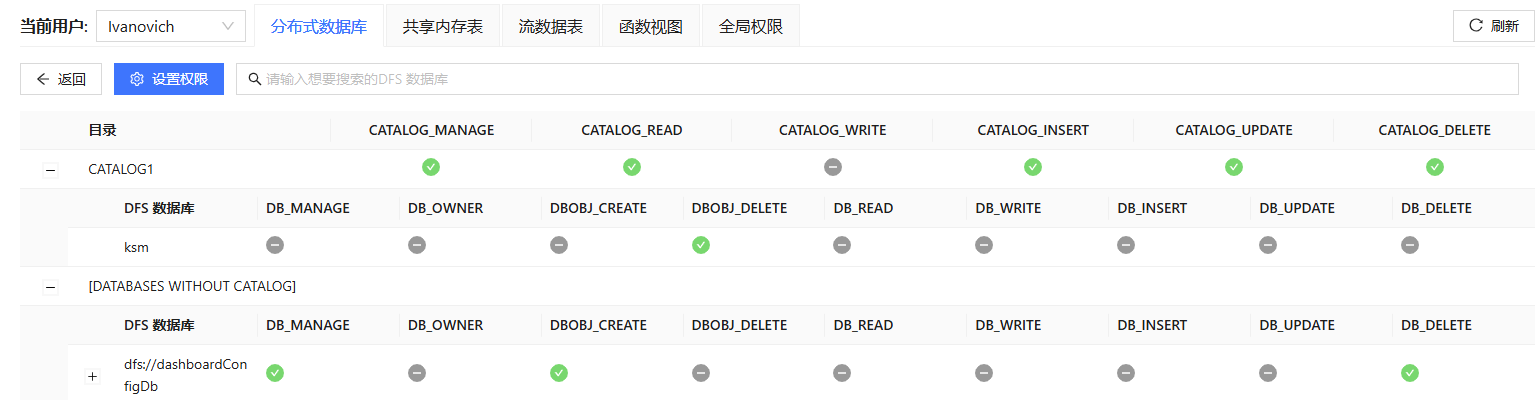 当前用户: Ivanovich 分布式数据库 共享内存表 流数据表 函数视图 全局权限 刷新
返回 设置权限 请输入想要搜索的DFS 数据库
目录 CATALOG_MANAGE CATALOG_READ CATALOG_WRITE CATALOG_INSERT CATALOG_UPDATE CATALOG_DELETE
CATALOG1
DFS 数据库 DB_MANAGE DB_OWNER DBOBJ_CREATE DBOBJ_DELETE DB_READ DB_WRITE DB_INSERT DB_UPDATE DB_DELETE
ksm
[DATABASES WITHOUT CATALOG]
DFS 数据库 DB_MANAGE DB_OWNER DBOBJ_CREATE DBOBJ_DELETE DB_READ DB_WRITE DB_INSERT DB_UPDATE DB_DELETE
dfs://dashboardCon
figDb